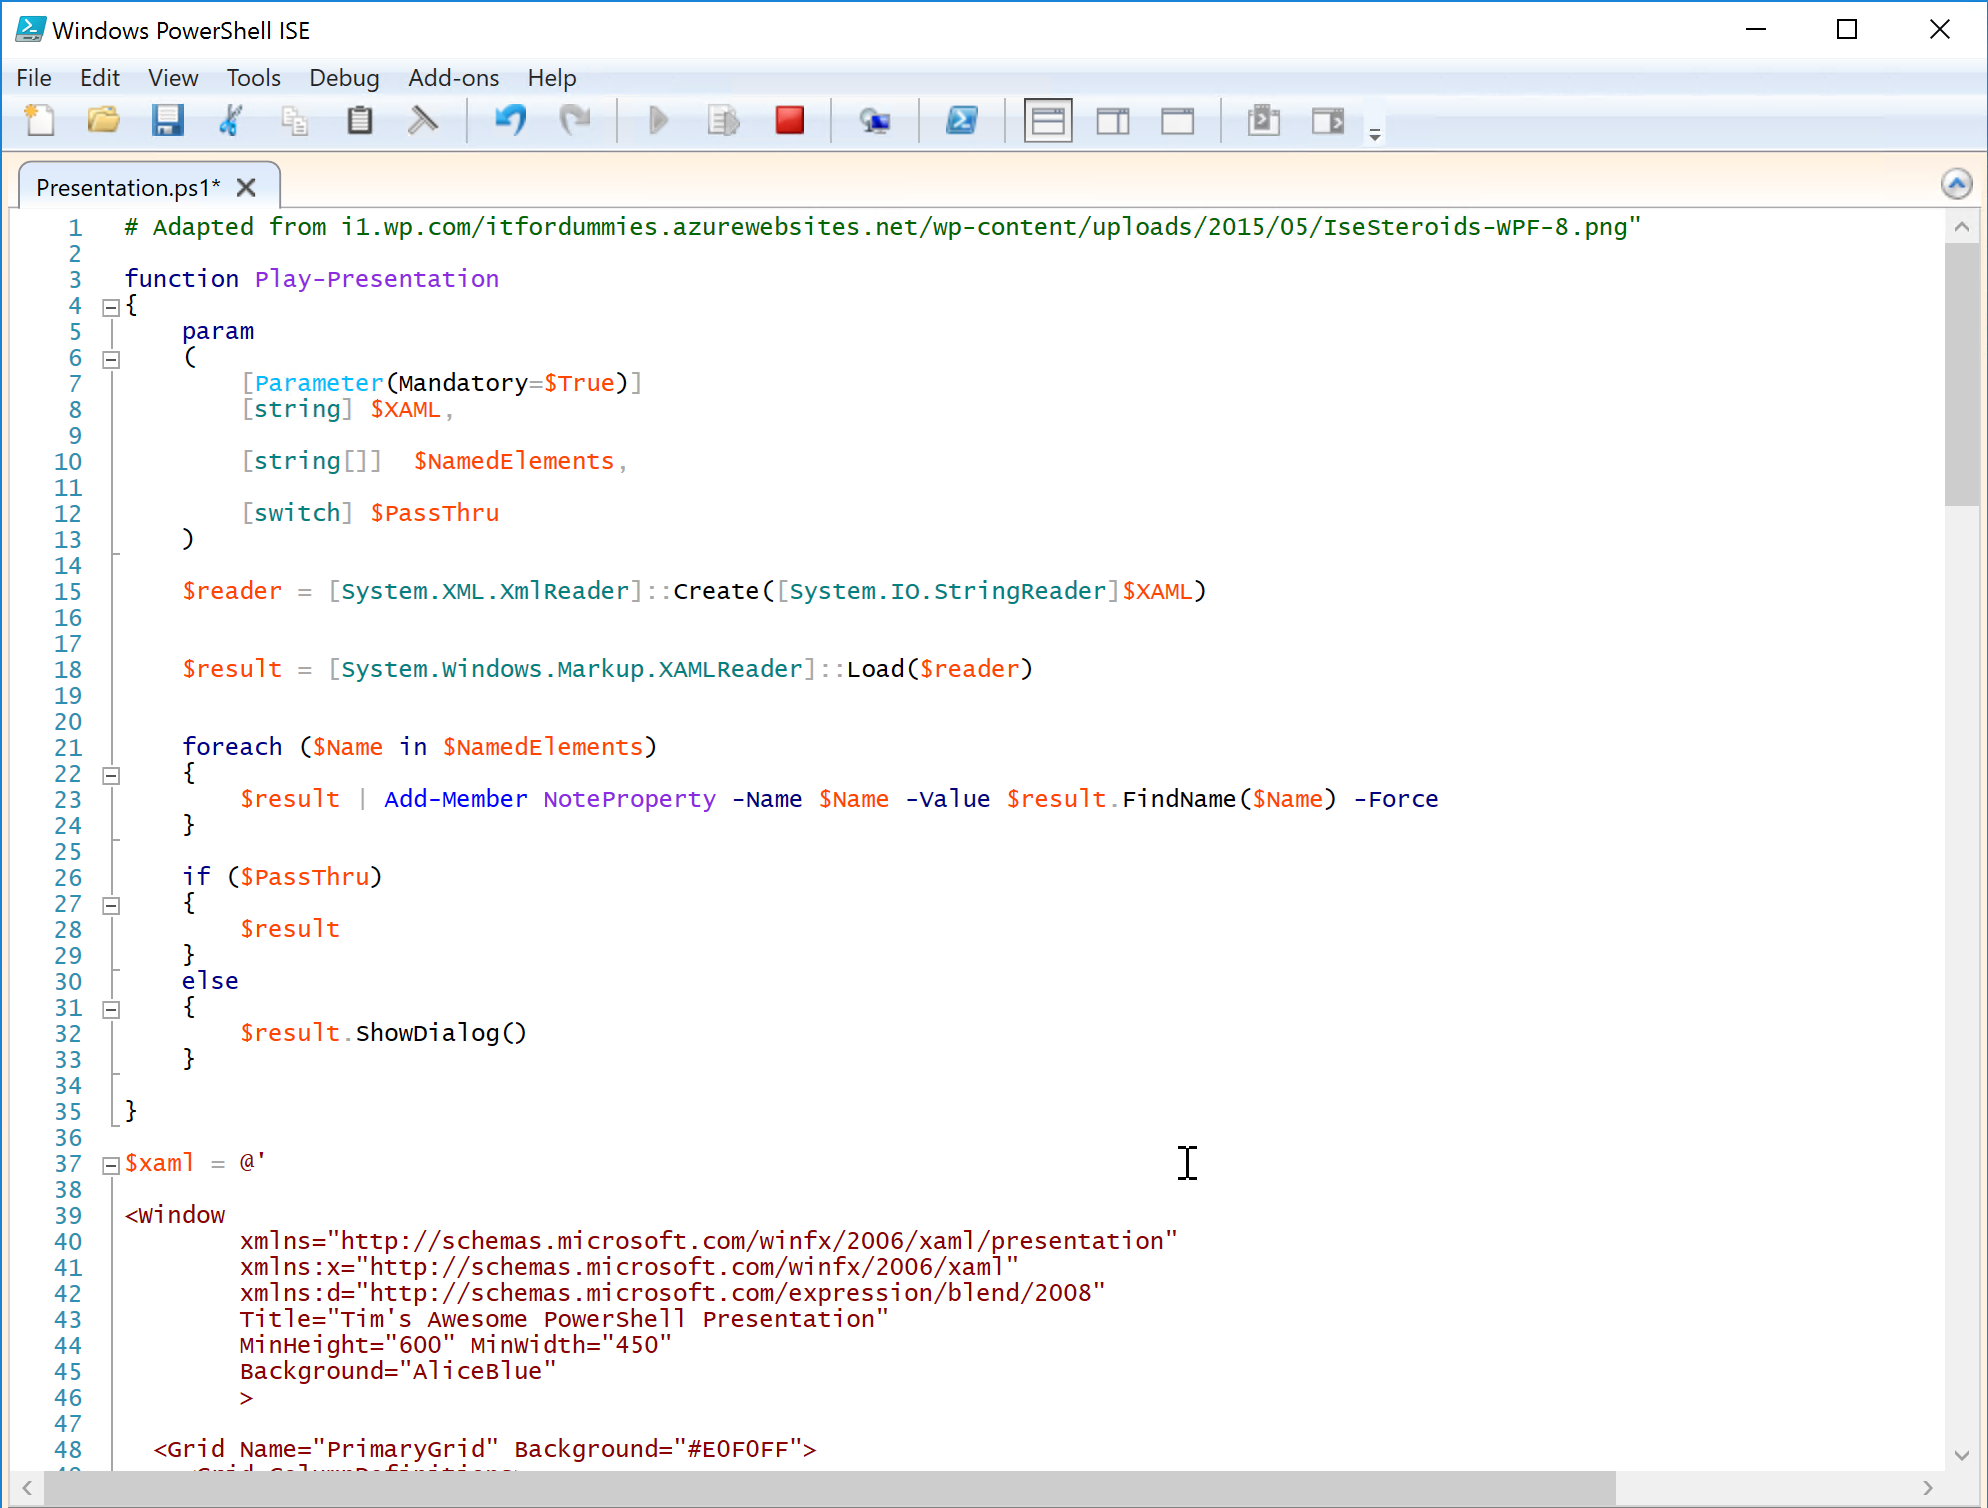 Windows PowerShell ISE
File Edit View Tools Debug Add-ons Help
Presentation.ps1*
1 # Adapted from i1.wp.com/itfordummies.azurewebsites.net/wp-content/uploads/2015/05/IseSteroids-WPF-8.png"
2
3 function Play-Presentation
4 {
5     param
6     (
7         [Parameter(Mandatory=$True)]
8         [string] $XAML,
9
10         [string[]]  $NamedElements,
11
12         [switch] $PassThru
13     )
14
15     $reader = [System.XML.XmlReader]::Create([System.IO.StringReader]$XAML)
16
17
18     $result = [System.Windows.Markup.XAMLReader]::Load($reader)
19
20
21     foreach ($Name in $NamedElements)
22     {
23         $result | Add-Member NoteProperty -Name $Name -Value $result.FindName($Name) -Force
24     }
25
26     if ($PassThru)
27     {
28         $result
29     }
30     else
31     {
32         $result.ShowDialog()
33     }
34
35 }
36
37 $xaml = @'
38
39 <Window
40         xmlns="http://schemas.microsoft.com/winfx/2006/xaml/presentation"
41         xmlns:x="http://schemas.microsoft.com/winfx/2006/xaml"
42         xmlns:d="http://schemas.microsoft.com/expression/blend/2008"
43         Title="Tim's Awesome PowerShell Presentation"
44         MinHeight="600" MinWidth="450"
45         Background="AliceBlue"
46         >
47
48   <Grid Name="PrimaryGrid" Background="#E0F0FF">